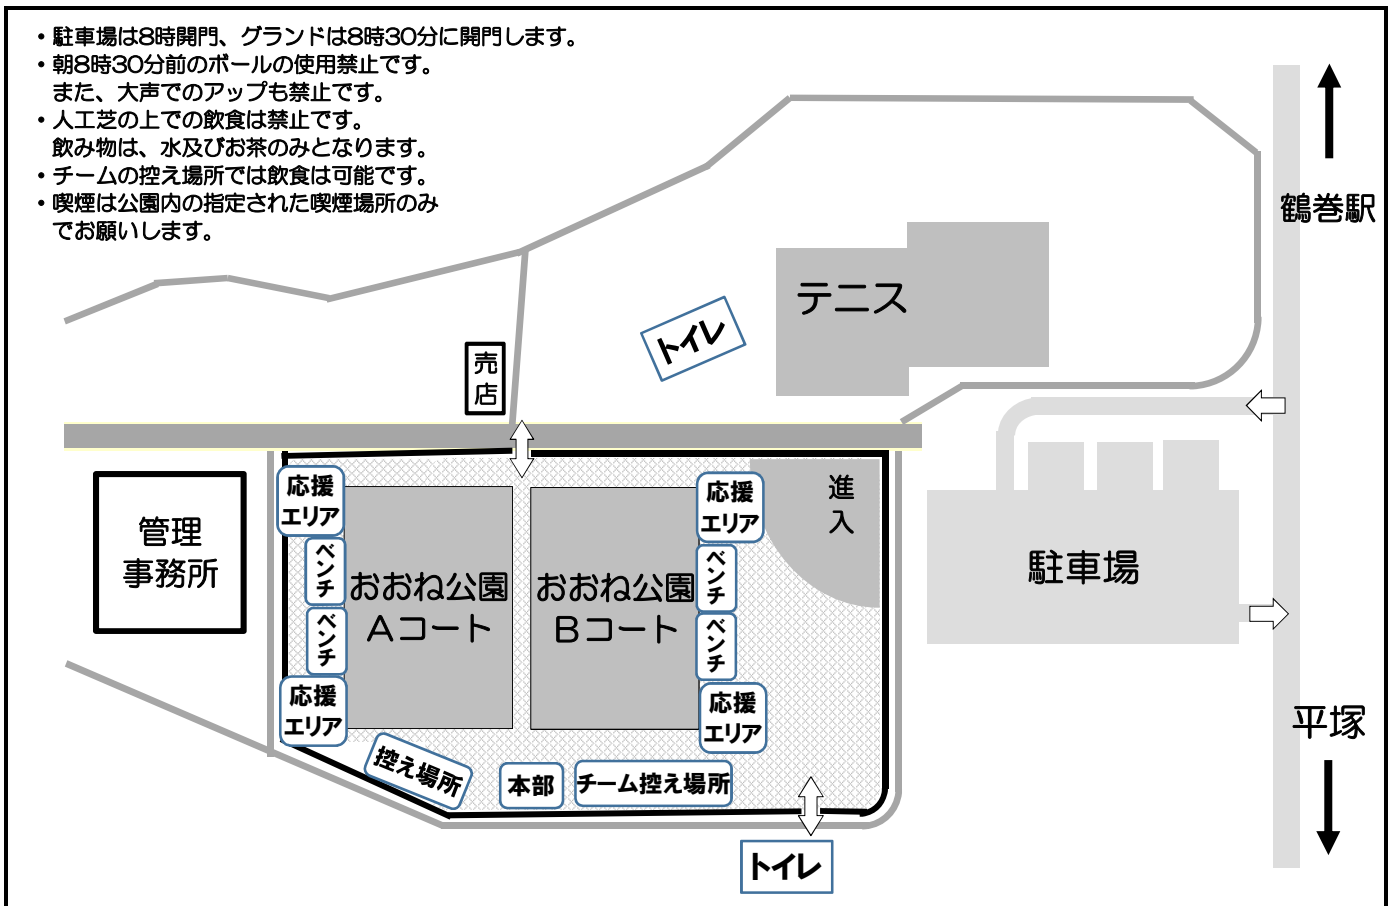 ・駐車場は8時開門、グランドは8時30分に開門します。
・朝8時30分前のボールの使用禁止です。
また、大声でのアップも禁止です。
・人工芝の上での飲食は禁止です。
飲み物は、水及びお茶のみとなります。
・チームの控え場所では飲食は可能です。
・喫煙は公園内の指定された喫煙場所のみ
でお願いします。
鶴巻駅
テニス
トイレ
売
店
管理
事務所
応援
エリア
ベンチ
ベンチ
応援
エリア
おおね公園
Aコート
おおね公園
Bコート
応援
エリア
ベンチ
ベンチ
応援
エリア
進
入
駐車場
平塚
控え場所
本部
チーム控え場所
トイレ